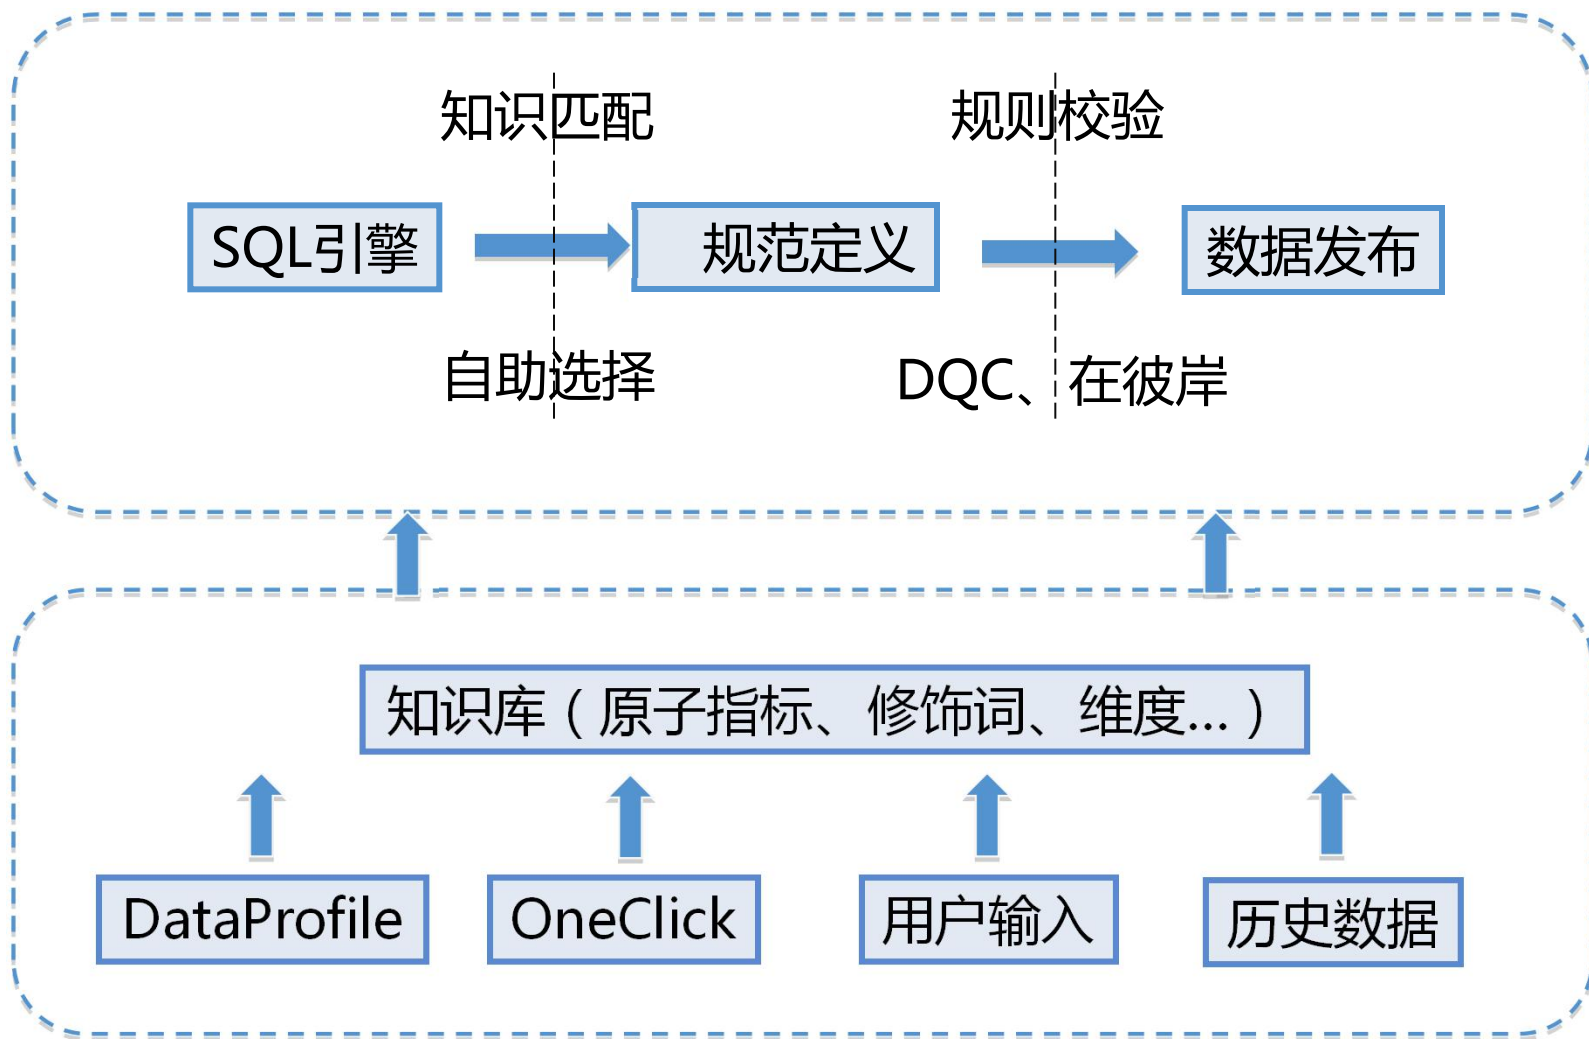 知识匹配
规则校验
SQL引擎
规范定义
数据发布
自助选择
DQC、在彼岸
知识库（原子指标、修饰词、维度...）
DataProfile
OneClick
用户输入
历史数据